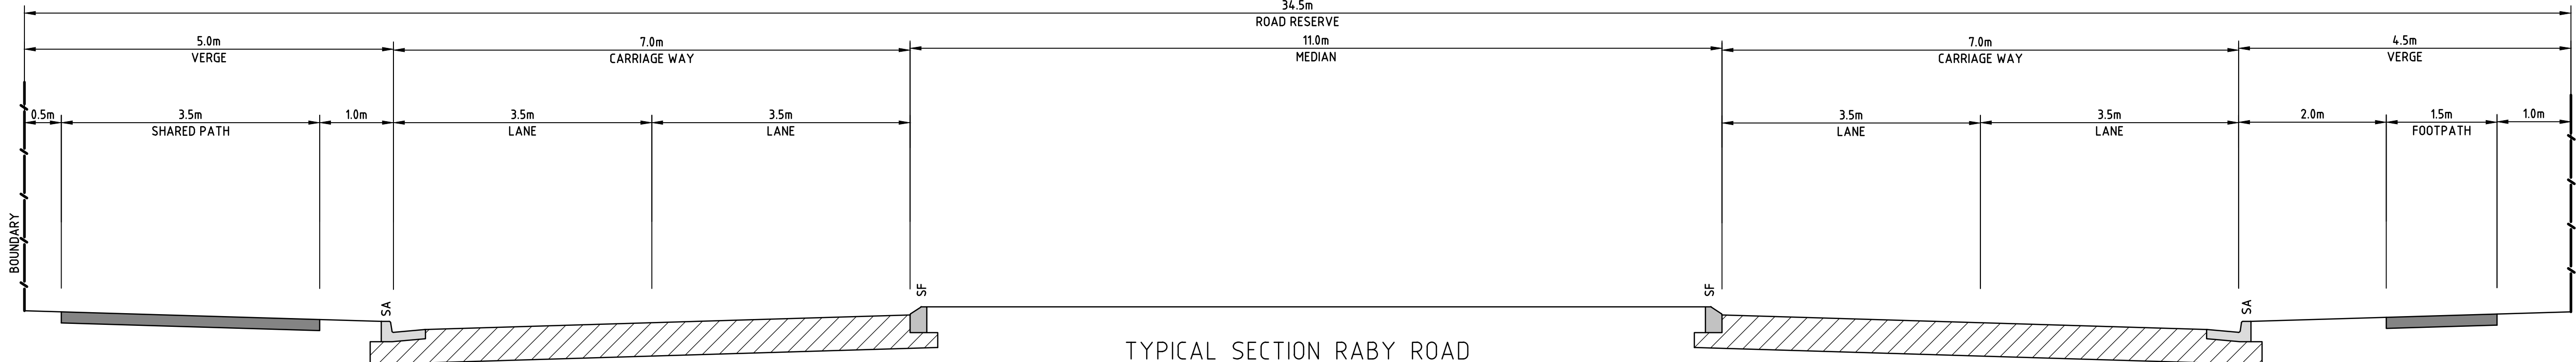 34.5m
ROAD RESERVE
5.0m
VERGE
7.0m
CARRIAGE WAY
11.0m
MEDIAN
7.0m
CARRIAGE WAY
4.5m
VERGE
0.5m
3.5m
SHARED PATH
1.0m
3.5m
LANE
3.5m
LANE
3.5m
LANE
3.5m
LANE
2.0m
1.5m
FOOTPATH
1.0m
BOUNDARY
SA
SF
SF
SA
TYPICAL SECTION RABY ROAD